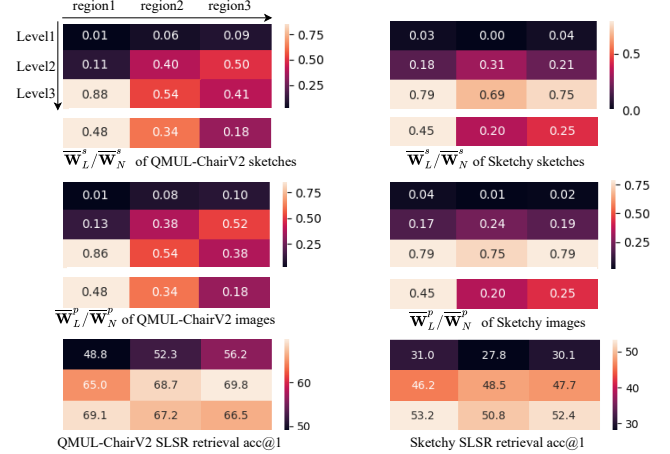 region1 region2 region3
Level1 0.01 0.06 0.09
Level2 0.11 0.40 0.50
Level3 0.88 0.54 0.41
0.75
0.50
0.25
0.48 0.34 0.18
W̅_L^s/W̅_N^s of QMUL-ChairV2 sketches
0.03 0.00 0.04
0.18 0.31 0.21
0.79 0.69 0.75
0.5
0.0
0.45 0.20 0.25
W̅_L^s/W̅_N^s of Sketchy sketches
0.01 0.08 0.10
0.13 0.38 0.52
0.86 0.54 0.38
0.75
0.50
0.25
0.48 0.34 0.18
W̅_L^p/W̅_N^p of QMUL-ChairV2 images
0.04 0.01 0.02
0.17 0.24 0.19
0.79 0.75 0.79
0.75
0.50
0.25
0.45 0.20 0.25
W̅_L^p/W̅_N^p of Sketchy images
48.8 52.3 56.2
65.0 68.7 69.8
69.1 67.2 66.5
60
50
QMUL-ChairV2 SLSR retrieval acc@1
31.0 27.8 30.1
46.2 48.5 47.7
53.2 50.8 52.4
50
40
30
Sketchy SLSR retrieval acc@1